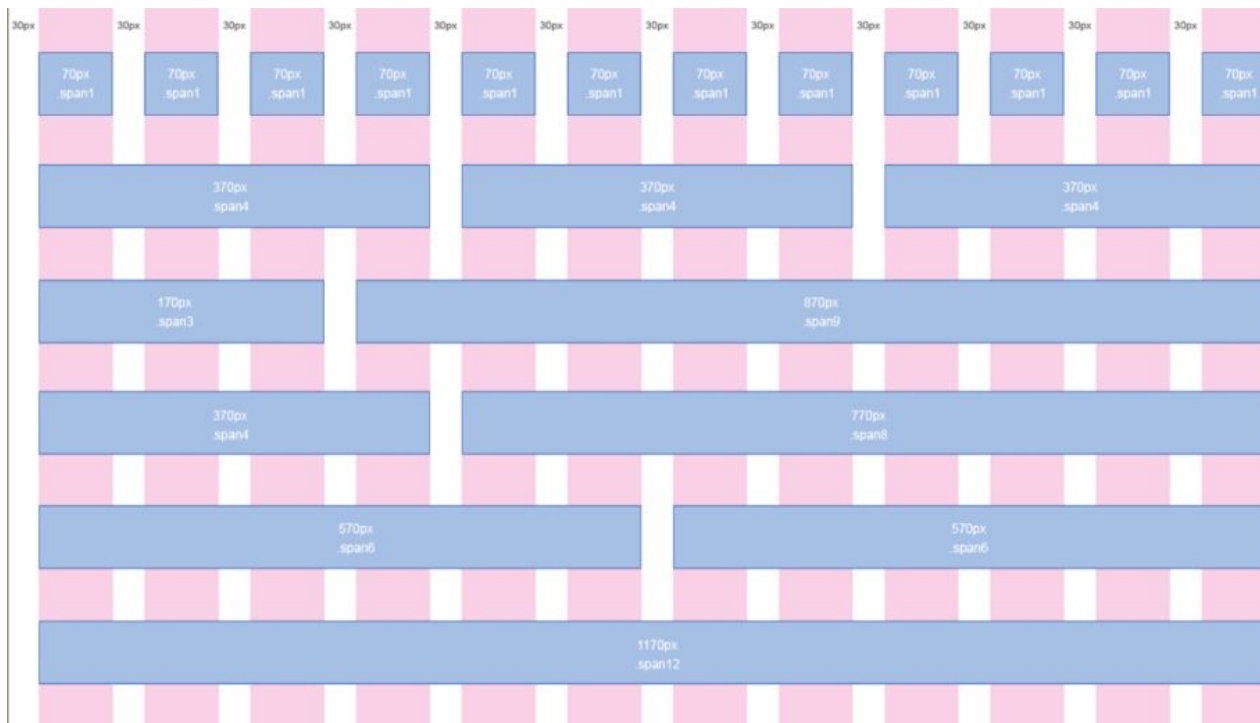 30px 30px 30px 30px 30px 30px 30px 30px 30px 30px 30px 30px
70px 70px 70px 70px 70px 70px 70px 70px 70px 70px 70px 70px
.span1 .span1 .span1 .span1 .span1 .span1 .span1 .span1 .span1 .span1 .span1 .span1
370px 370px 370px
.span4 .span4 .span4
170px 870px
.span3 .span9
370px 770px
.span4 .span8
570px 570px
.span6 .span6
1170px
.span12